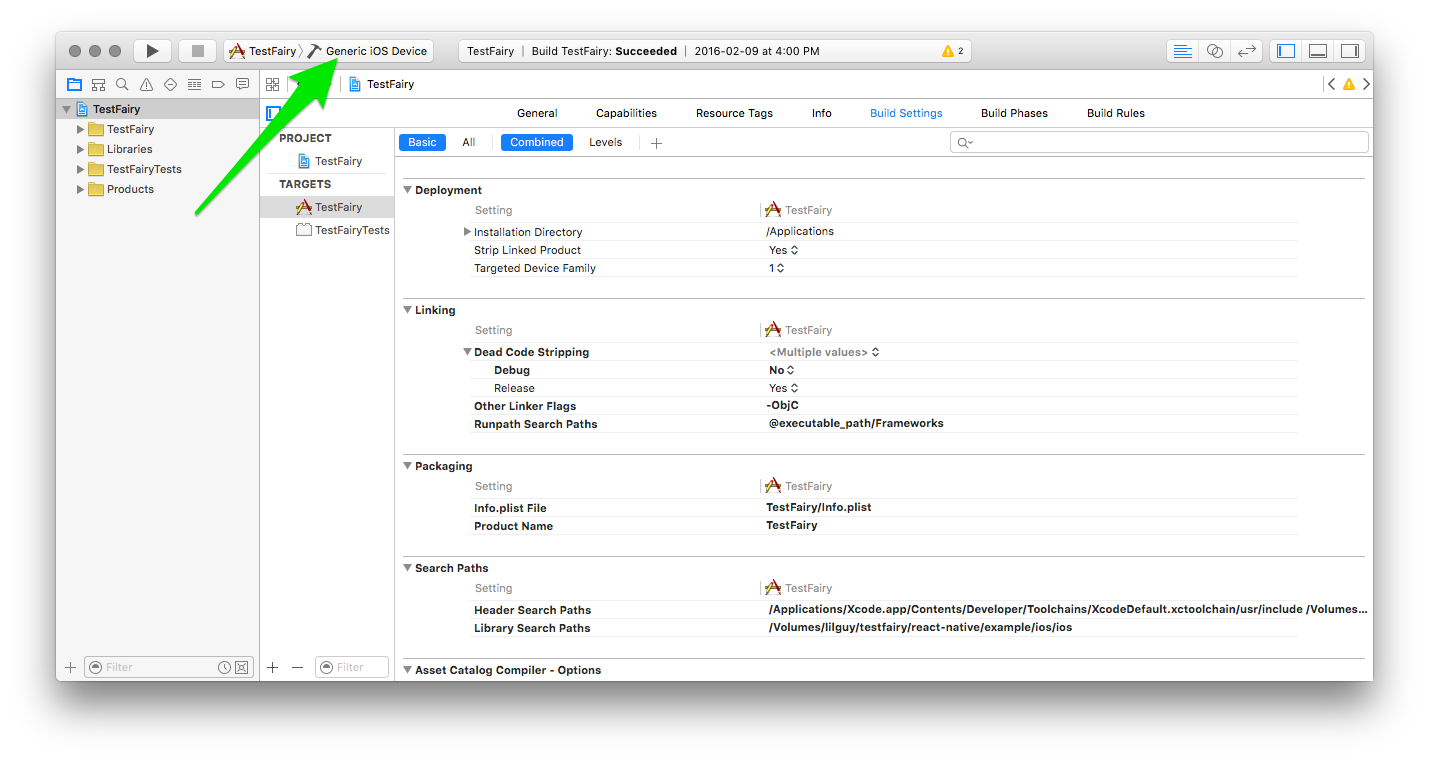 TestFairy Generic iOS Device TestFairy | Build TestFairy: Succeeded | 2016-02-09 at 4:00 PM 2
TestFairy
TestFairy
TestFairy
Libraries
TestFairyTests
Products
General Capabilities Resource Tags Info Build Settings Build Phases Build Rules
PROJECT
TestFairy
TARGETS
TestFairy
TestFairyTests
Basic All Combined Levels
Deployment
Setting TestFairy
Installation Directory /Applications
Strip Linked Product Yes
Targeted Device Family 1
Linking
Setting TestFairy
Dead Code Stripping <Multiple values>
Debug No
Release Yes
Other Linker Flags -ObjC
Runpath Search Paths @executable_path/Frameworks
Packaging
Setting TestFairy
Info.plist File TestFairy/Info.plist
Product Name TestFairy
Search Paths
Setting TestFairy
Header Search Paths /Applications/Xcode.app/Contents/Developer/Toolchains/XcodeDefault.xctoolchain/usr/include /Volumes...
Library Search Paths /Volumes/lilguy/testfairy/react-native/example/ios/ios
Asset Catalog Compiler - Options
Filter
Filter